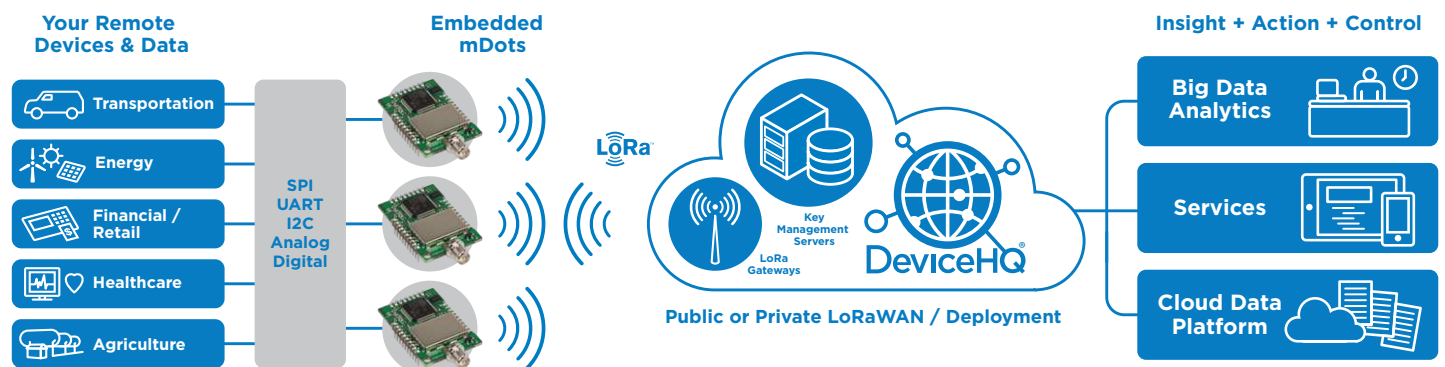 Your Remote
Devices & Data
Transportation
Energy
Financial /
Retail
Healthcare
Agriculture
SPI
UART
I2C
Analog
Digital
Embedded
mDots
LoRa™
Key
Management
Servers
LoRa
Gateways
DeviceHQ®
Public or Private LoRaWAN / Deployment
Insight + Action + Control
Big Data
Analytics
Services
Cloud Data
Platform